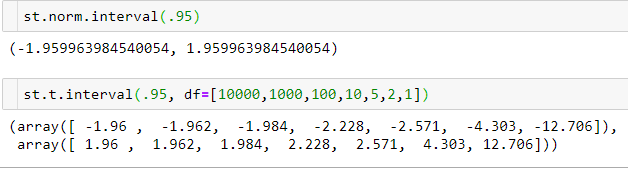 st.norm.interval(.95)
(-1.959963984540054, 1.959963984540054)
st.t.interval(.95, df=[10000,1000,100,10,5,2,1])
(array([ -1.96 ,  -1.962,  -1.984,  -2.228,  -2.571,  -4.303, -12.706]),
 array([ 1.96 ,  1.962,  1.984,  2.228,  2.571,  4.303, 12.706]))